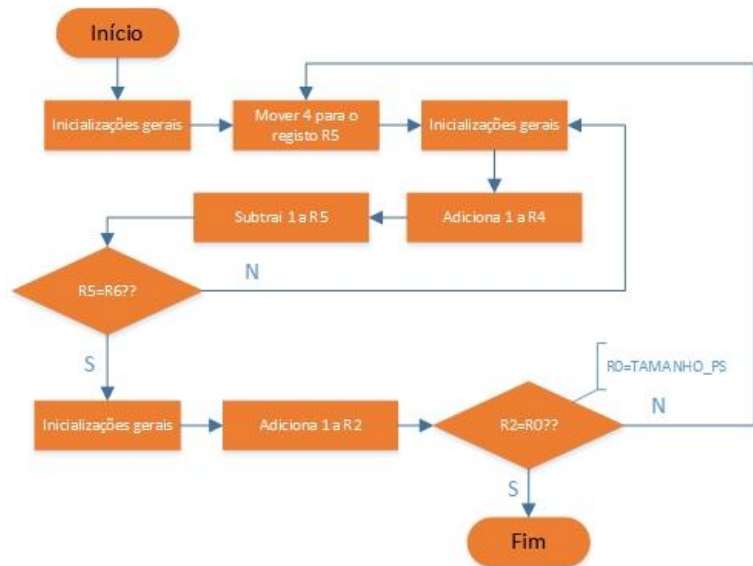 Início
Inicializações gerais
Mover 4 para o
registo R5
Inicializações gerais
Subtrai 1 a R5
Adiciona 1 a R4
N
R5=R6??
S
R0=TAMANHO_PS
Inicializações gerais
Adiciona 1 a R2
R2=R0??
N
S
Fim